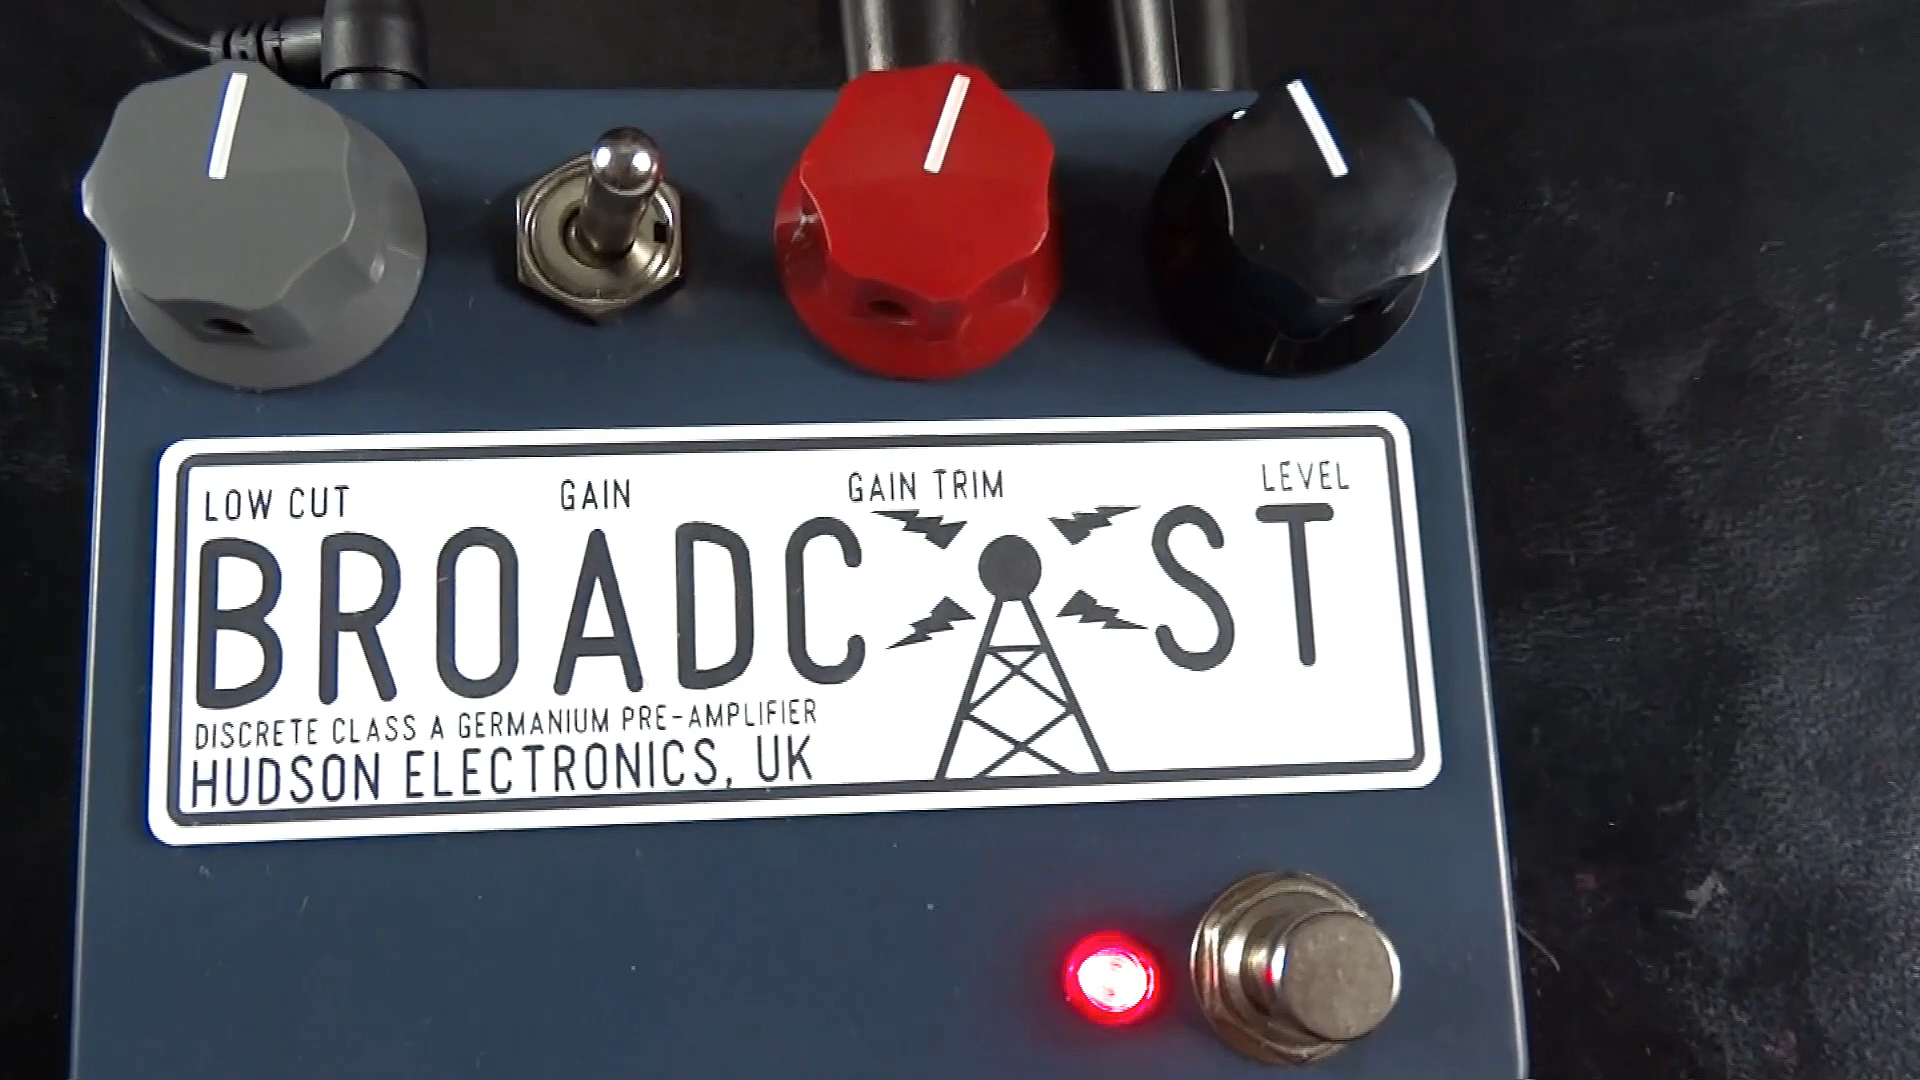 LOW CUT GAIN GAIN TRIM LEVEL
BROADCAST
DISCRETE CLASS A GERMANIUM PRE-AMPLIFIER
HUDSON ELECTRONICS, UK